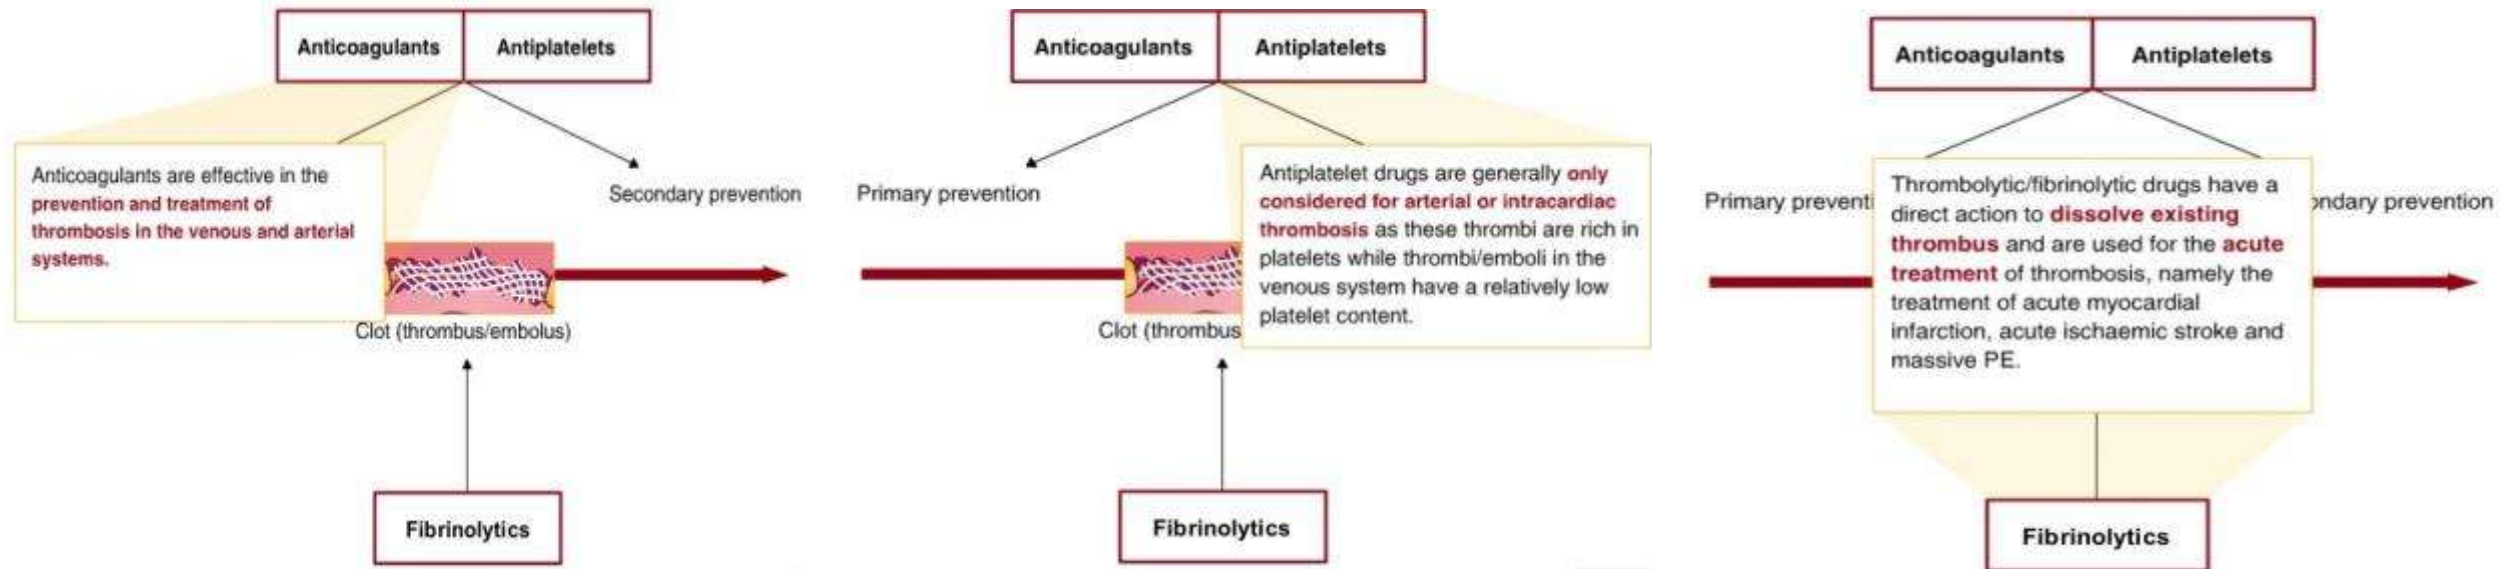 Anticoagulants
Antiplatelets
Anticoagulants are effective in the
prevention and treatment of
thrombosis in the venous and arterial
systems.
Secondary prevention
Clot (thrombus/embolus)
Fibrinolytics
Anticoagulants
Antiplatelets
Primary prevention
Antiplatelet drugs are generally only
considered for arterial or intracardiac
thrombosis as these thrombi are rich in
platelets while thrombi/emboli in the
venous system have a relatively low
platelet content.
Clot (thrombus
Fibrinolytics
Anticoagulants
Antiplatelets
Primary preventi
Thrombolytic/fibrinolytic drugs have a
direct action to dissolve existing
thrombus and are used for the acute
treatment of thrombosis, namely the
treatment of acute myocardial
infarction, acute ischaemic stroke and
massive PE.
ondary prevention
Fibrinolytics